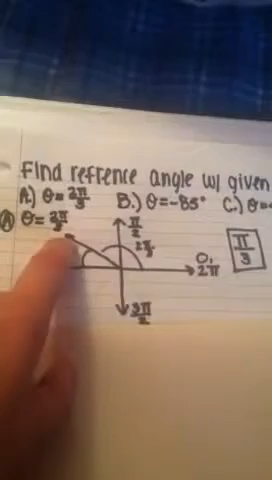 Find refrence angle w/ given
A.) θ= 2π/3 B.) θ=-85° C.) θ=
A θ= 2π/3
π/2
2π/3
π/3
0, 2π
3π/2